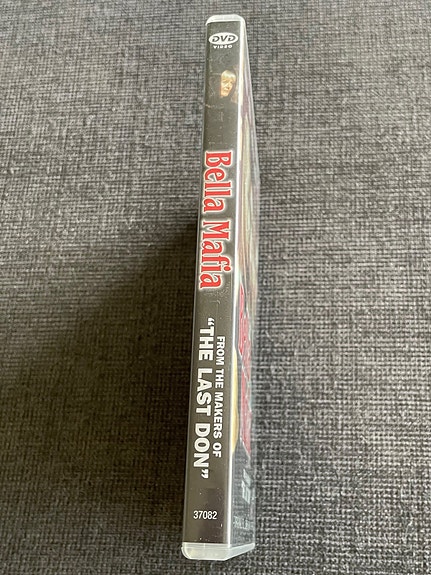 DVD
VIDEO
Bella Mafia
FROM THE MAKERS OF
“THE LAST DON”
37082